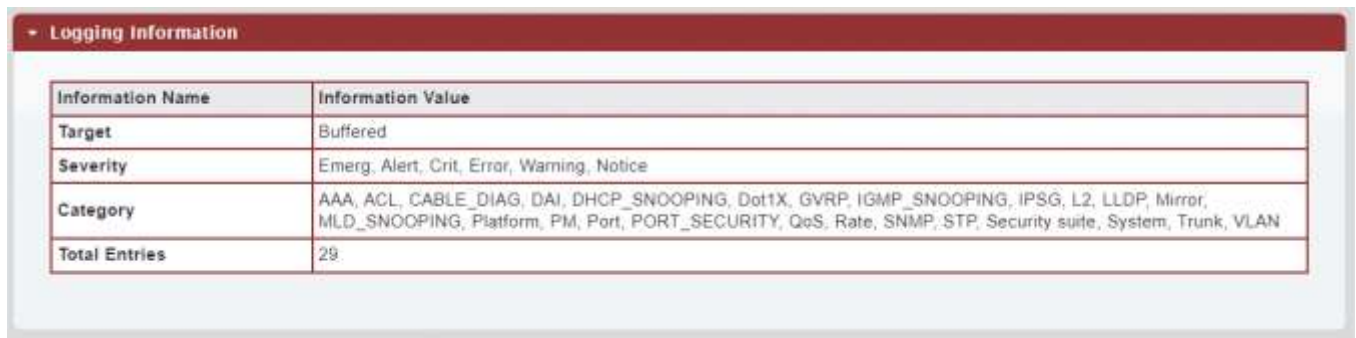 Logging Information
Information Name Information Value
Target Buffered
Severity Emerg, Alert, Crit, Error, Warning, Notice
Category AAA, ACL, CABLE_DIAG, DAI, DHCP_SNOOPING, Dot1X, GVRP, IGMP_SNOOPING, IPSG, L2, LLDP, Mirror,
MLD_SNOOPING, Platform, PM, Port, PORT_SECURITY, QoS, Rate, SNMP, STP, Security suite, System, Trunk, VLAN
Total Entries 29